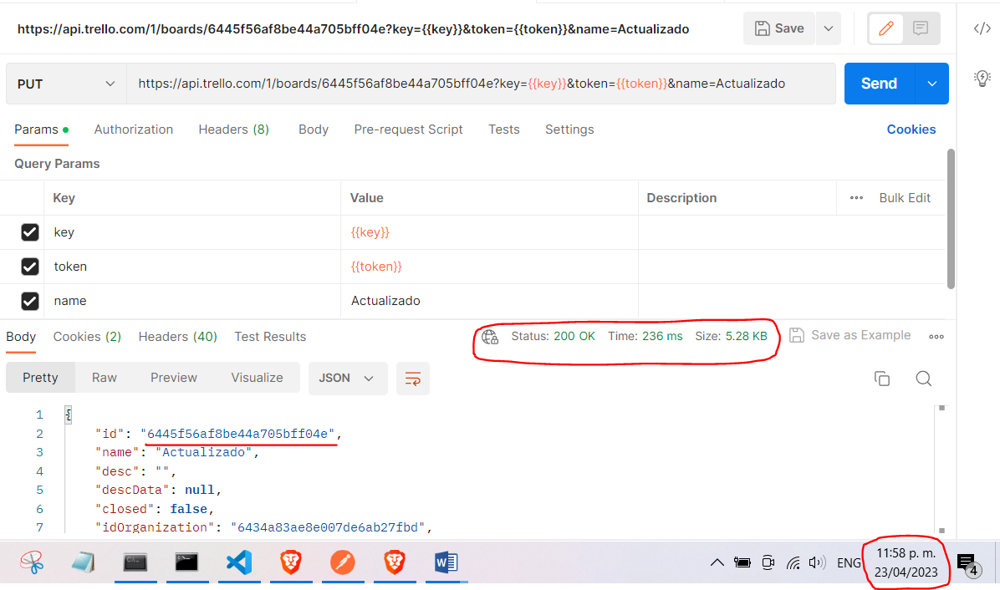 https://api.trello.com/1/boards/6445f56af8be44a705bff04e?key={{key}}&token={{token}}&name=Actualizado
Save
PUT
https://api.trello.com/1/boards/6445f56af8be44a705bff04e?key={{key}}&token={{token}}&name=Actualizado
Send
Params
Authorization
Headers (8)
Body
Pre-request Script
Tests
Settings
Cookies
Query Params
Key
Value
Description
Bulk Edit
key
{{key}}
token
{{token}}
name
Actualizado
Body
Cookies (2)
Headers (40)
Test Results
Status: 200 OK
Time: 236 ms
Size: 5.28 KB
Save as Example
Pretty
Raw
Preview
Visualize
JSON
1 {
2 "id": "6445f56af8be44a705bff04e",
3 "name": "Actualizado",
4 "desc": "",
5 "descData": null,
6 "closed": false,
7 "idOrganization": "6434a83ae8e007de6ab27fbd",
ENG
11:58 p. m.
23/04/2023
4